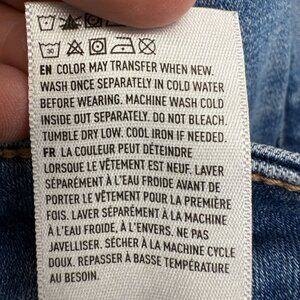 30
EN COLOR MAY TRANSFER WHEN NEW.
WASH ONCE SEPARATELY IN COLD WATER
BEFORE WEARING. MACHINE WASH COLD
INSIDE OUT SEPARATELY. DO NOT BLEACH.
TUMBLE DRY LOW. COOL IRON IF NEEDED.
FR LA COULEUR PEUT DÉTEINDRE
LORSQUE LE VÊTEMENT EST NEUF. LAVER
SÉPARÉMENT À L'EAU FROIDE AVANT DE
PORTER LE VÊTEMENT POUR LA PREMIÈRE
FOIS. LAVER SÉPARÉMENT À LA MACHINE
À L'EAU FROIDE, À L'ENVERS. NE PAS
JAVELLISER. SÉCHER À LA MACHINE CYCLE
DOUX. REPASSER À BASSE TEMPÉRATURE
AU BESOIN.